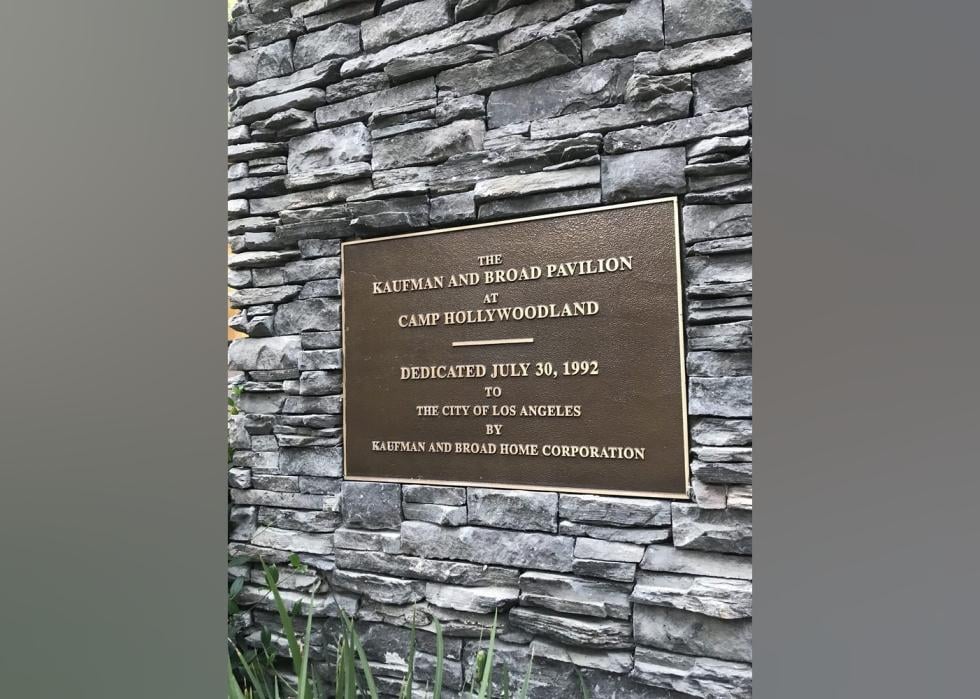 THE
KAUFMAN AND BROAD PAVILION
AT
CAMP HOLLYWOODLAND
DEDICATED JULY 30, 1992
TO
THE CITY OF LOS ANGELES
BY
KAUFMAN AND BROAD HOME CORPORATION